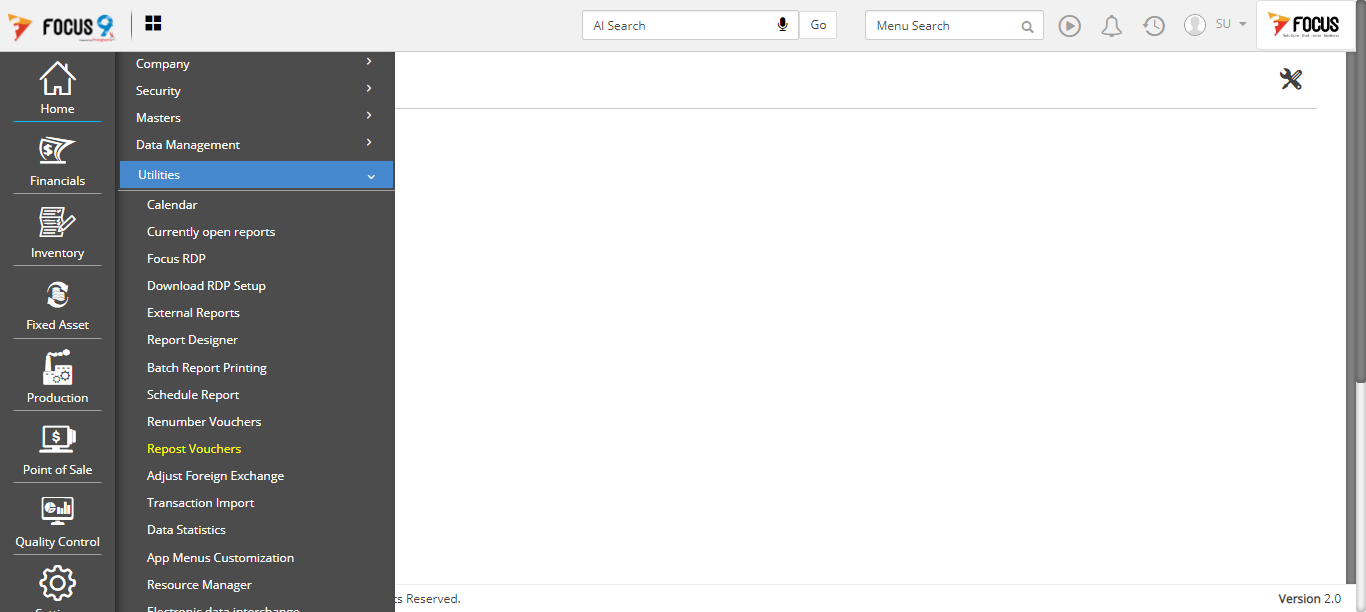 FOCUS 9
AI Search
Go
Menu Search
SU
FOCUS
Home
Financials
Inventory
Fixed Asset
Production
Point of Sale
Quality Control
Company
Security
Masters
Data Management
Utilities
Calendar
Currently open reports
Focus RDP
Download RDP Setup
External Reports
Report Designer
Batch Report Printing
Schedule Report
Renumber Vouchers
Repost Vouchers
Adjust Foreign Exchange
Transaction Import
Data Statistics
App Menus Customization
Resource Manager
Electronic data interchange
ts Reserved.
Version 2.0